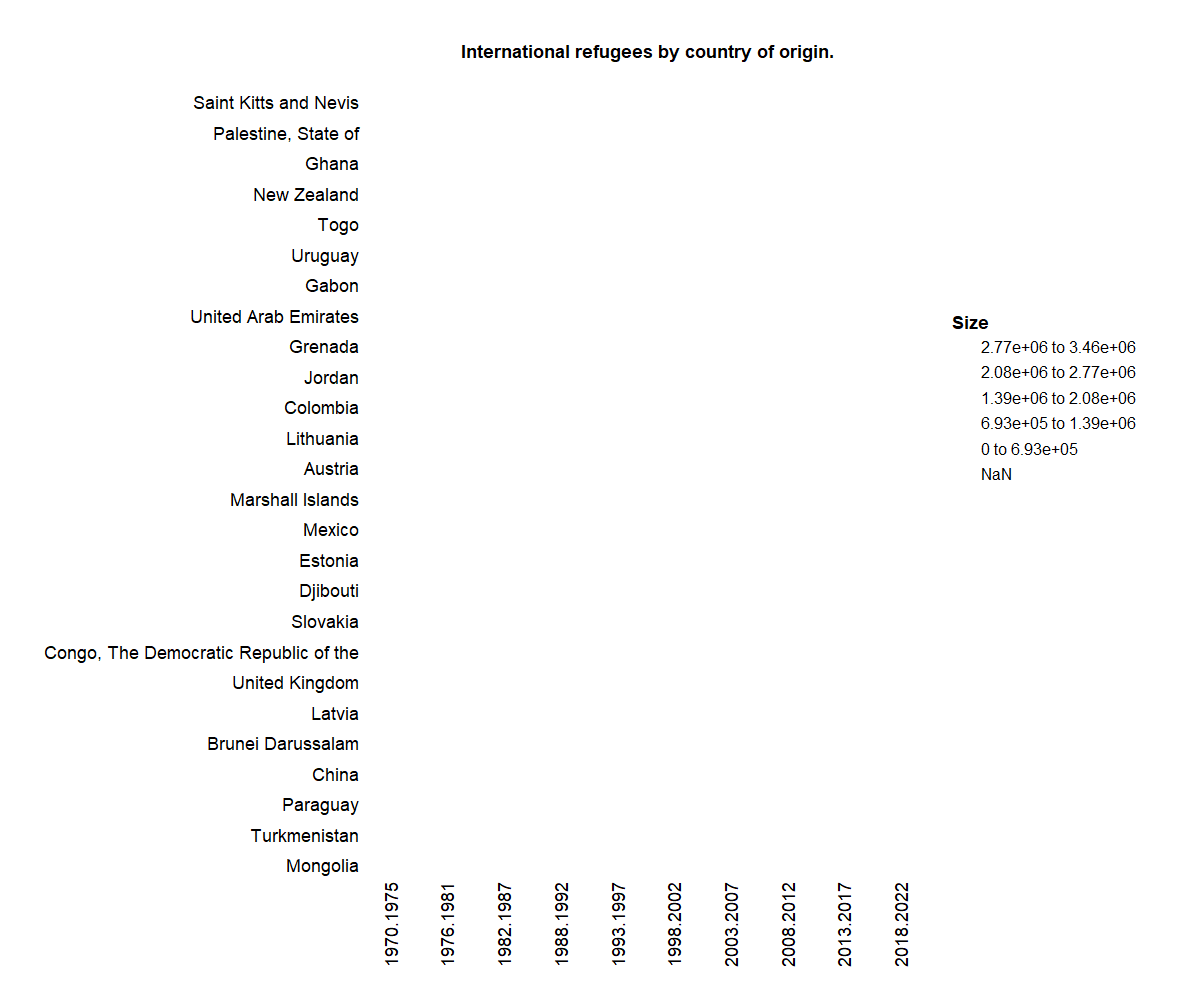 International refugees by country of origin.
Saint Kitts and Nevis
Palestine, State of
Ghana
New Zealand
Togo
Uruguay
Gabon
United Arab Emirates
Grenada
Jordan
Colombia
Lithuania
Austria
Marshall Islands
Mexico
Estonia
Djibouti
Slovakia
Congo, The Democratic Republic of the
United Kingdom
Latvia
Brunei Darussalam
China
Paraguay
Turkmenistan
Mongolia
1970.1975
1976.1981
1982.1987
1988.1992
1993.1997
1998.2002
2003.2007
2008.2012
2013.2017
2018.2022
Size
2.77e+06 to 3.46e+06
2.08e+06 to 2.77e+06
1.39e+06 to 2.08e+06
6.93e+05 to 1.39e+06
0 to 6.93e+05
NaN